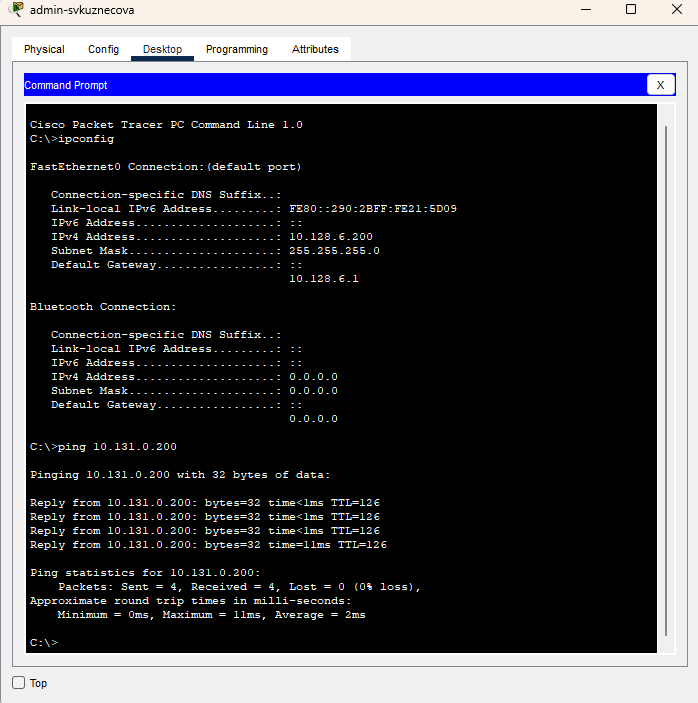 admin-svkuznecova
Physical Config Desktop Programming Attributes
Command Prompt X
Cisco Packet Tracer PC Command Line 1.0
C:\>ipconfig
FastEthernet0 Connection:(default port)
Connection-specific DNS Suffix..:
Link-local IPv6 Address.........: FE80::290:2BFF:FE21:5D09
IPv6 Address....................: ::
IPv4 Address....................: 10.128.6.200
Subnet Mask.....................: 255.255.255.0
Default Gateway.................: ::
10.128.6.1
Bluetooth Connection:
Connection-specific DNS Suffix..:
Link-local IPv6 Address.........: ::
IPv6 Address....................: ::
IPv4 Address....................: 0.0.0.0
Subnet Mask.....................: 0.0.0.0
Default Gateway.................: ::
0.0.0.0
C:\>ping 10.131.0.200
Pinging 10.131.0.200 with 32 bytes of data:
Reply from 10.131.0.200: bytes=32 time<1ms TTL=126
Reply from 10.131.0.200: bytes=32 time<1ms TTL=126
Reply from 10.131.0.200: bytes=32 time<1ms TTL=126
Reply from 10.131.0.200: bytes=32 time=11ms TTL=126
Ping statistics for 10.131.0.200:
Packets: Sent = 4, Received = 4, Lost = 0 (0% loss),
Approximate round trip times in milli-seconds:
Minimum = 0ms, Maximum = 11ms, Average = 2ms
C:\>
Top